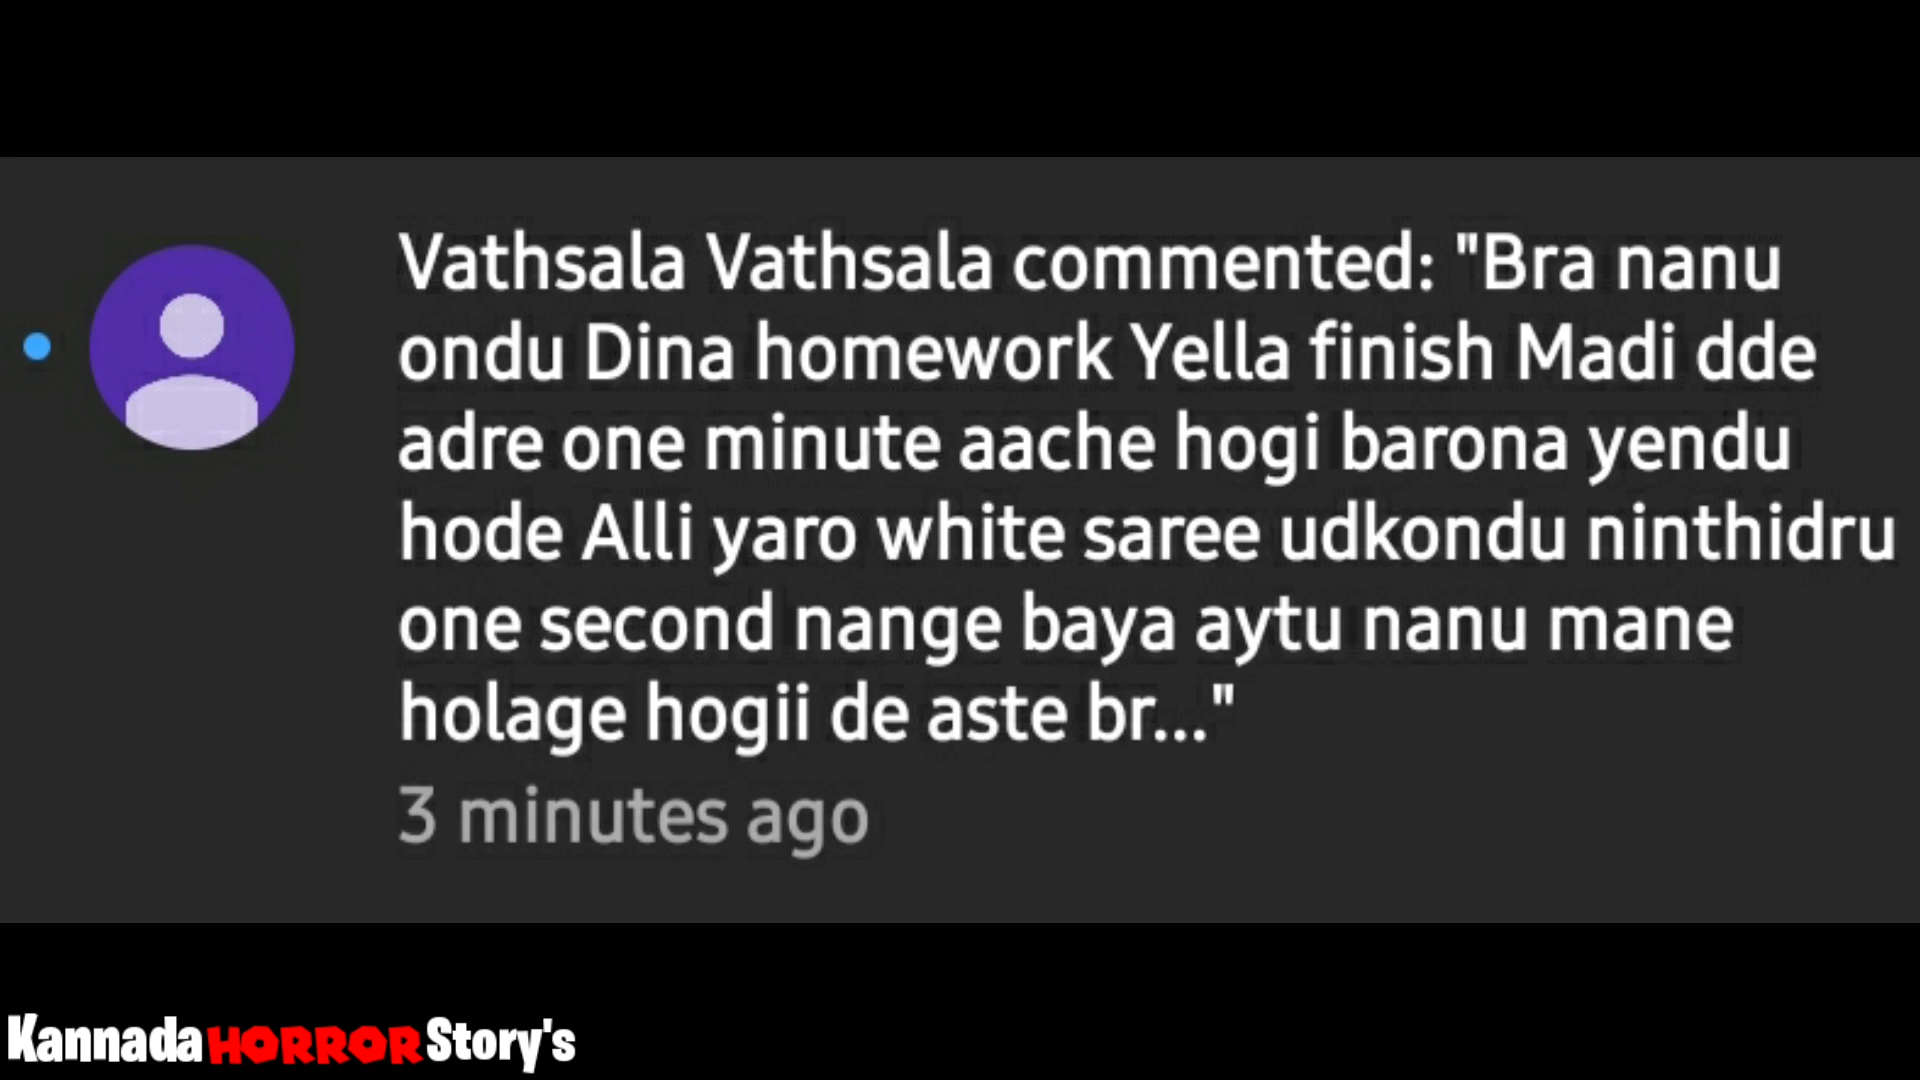 Vathsala Vathsala commented: "Bra nanu
ondu Dina homework Yella finish Madi dde
adre one minute aache hogi barona yendu
hode Alli yaro white saree udkondu ninthidru
one second nange baya aytu nanu mane
holage hogii de aste br..."
3 minutes ago
Kannada HORROR Story's